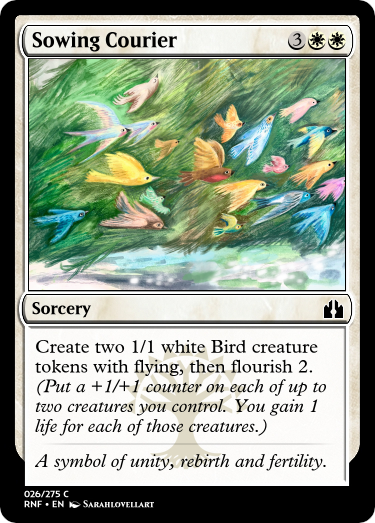 Sowing Courier 3
Sorcery
Create two 1/1 white Bird creature
tokens with flying, then flourish 2.
(Put a +1/+1 counter on each of up to
two creatures you control. You gain 1
life for each of those creatures.)
A symbol of unity, rebirth and fertility.
026/275 C
RNF • EN SARAHLOVELLART